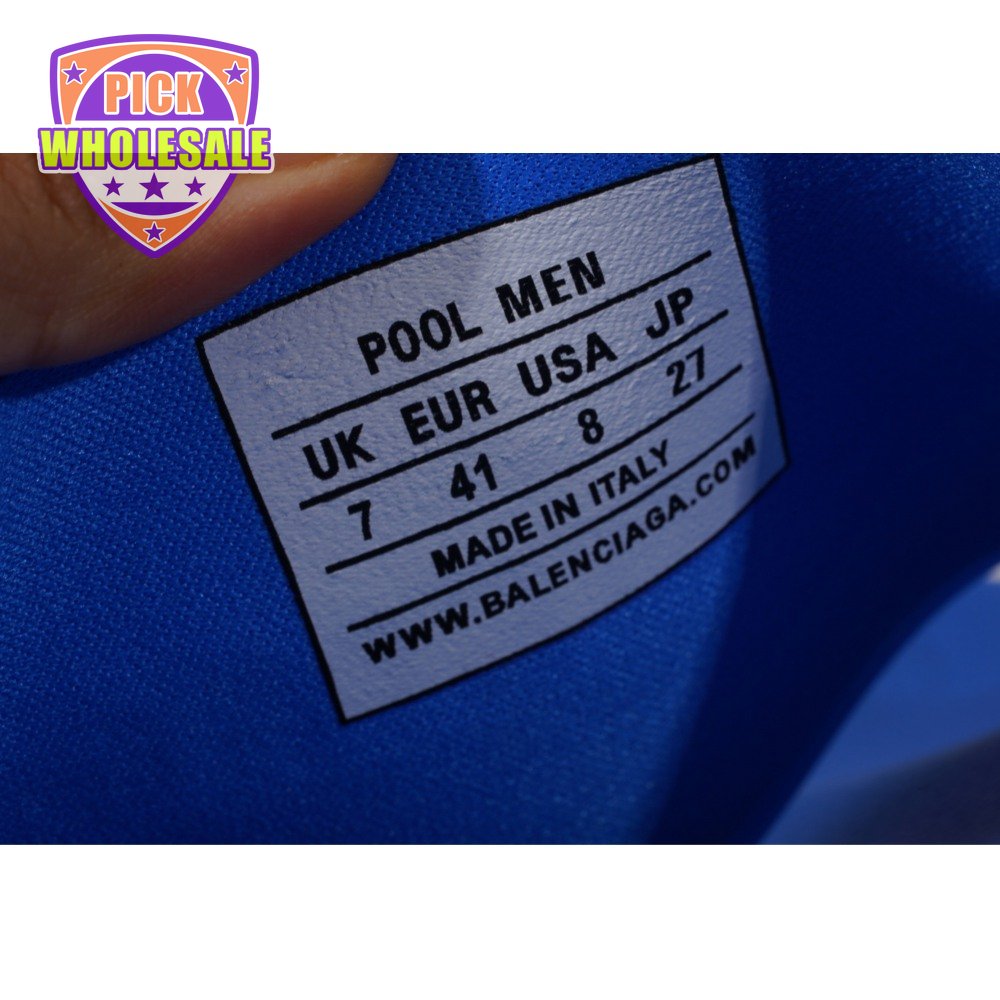 PICK
WHOLESALE
POOL MEN
UK EUR USA JP
7 41 8 27
MADE IN ITALY
WWW.BALENCIAGA.COM